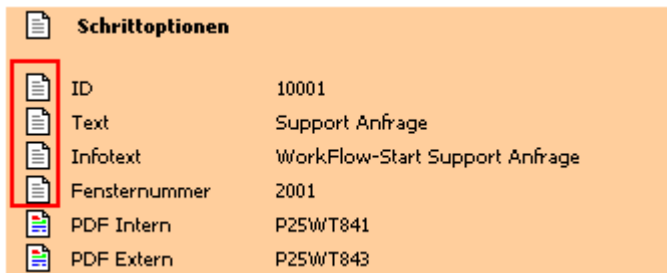 Schrittoptionen
ID 10001
Text Support Anfrage
Infotext WorkFlow-Start Support Anfrage
Fensternummer 2001
PDF Intern P25WT841
PDF Extern P25WT843